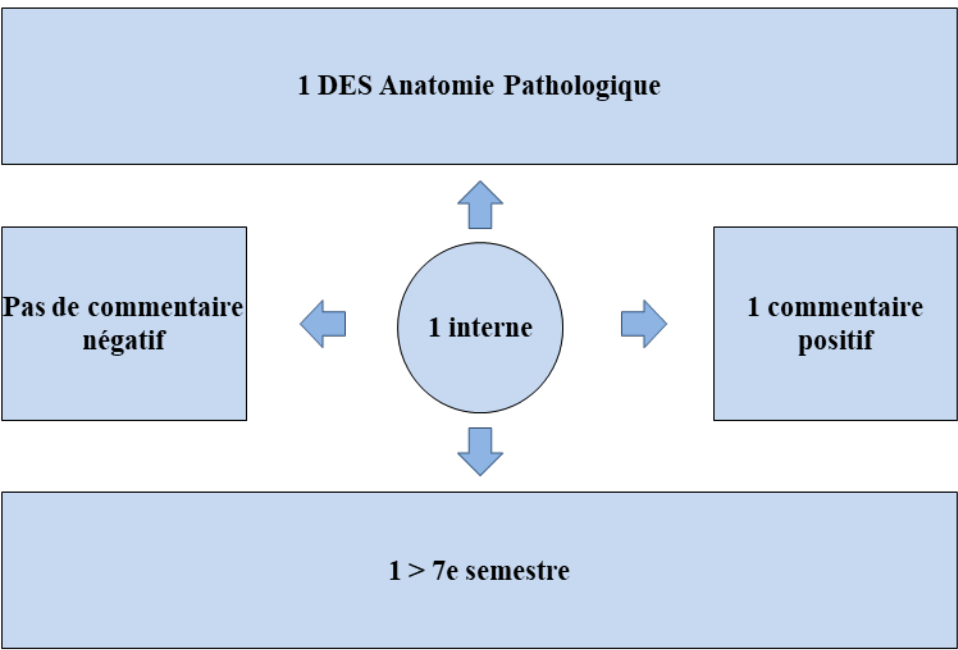 1 DES Anatomie Pathologique
Pas de commentaire
négatif
1 interne
1 commentaire
positif
1 > 7e semestre